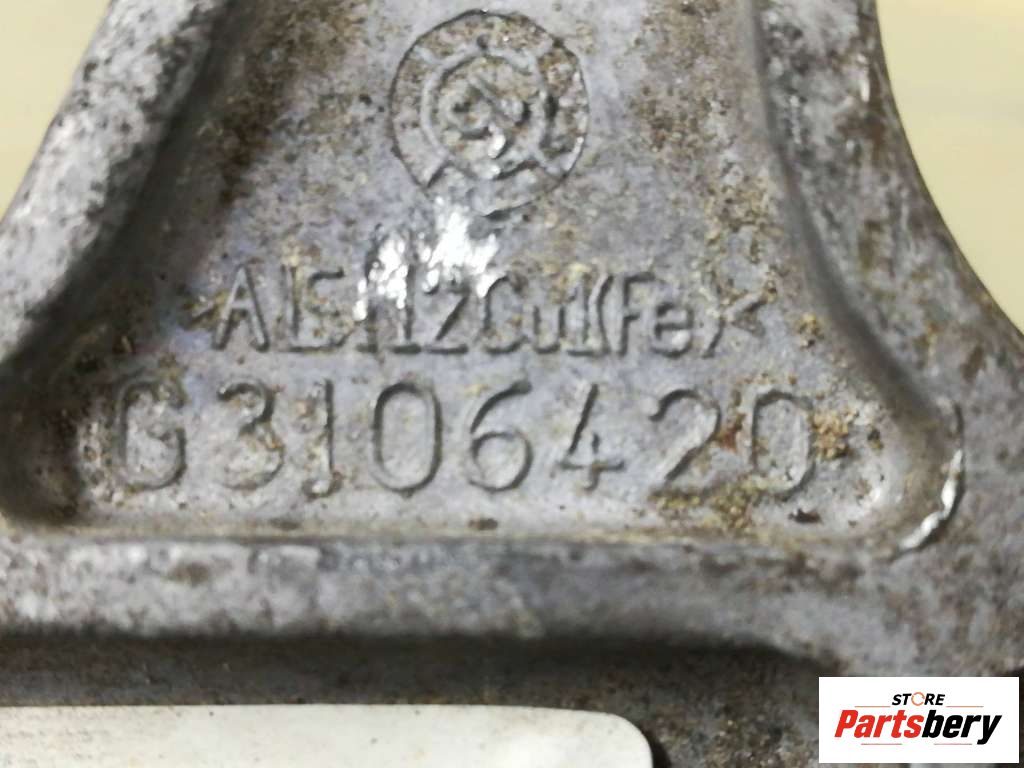 >ALSi12Cu1(Fe)<
G3106420
STORE
Partsbery